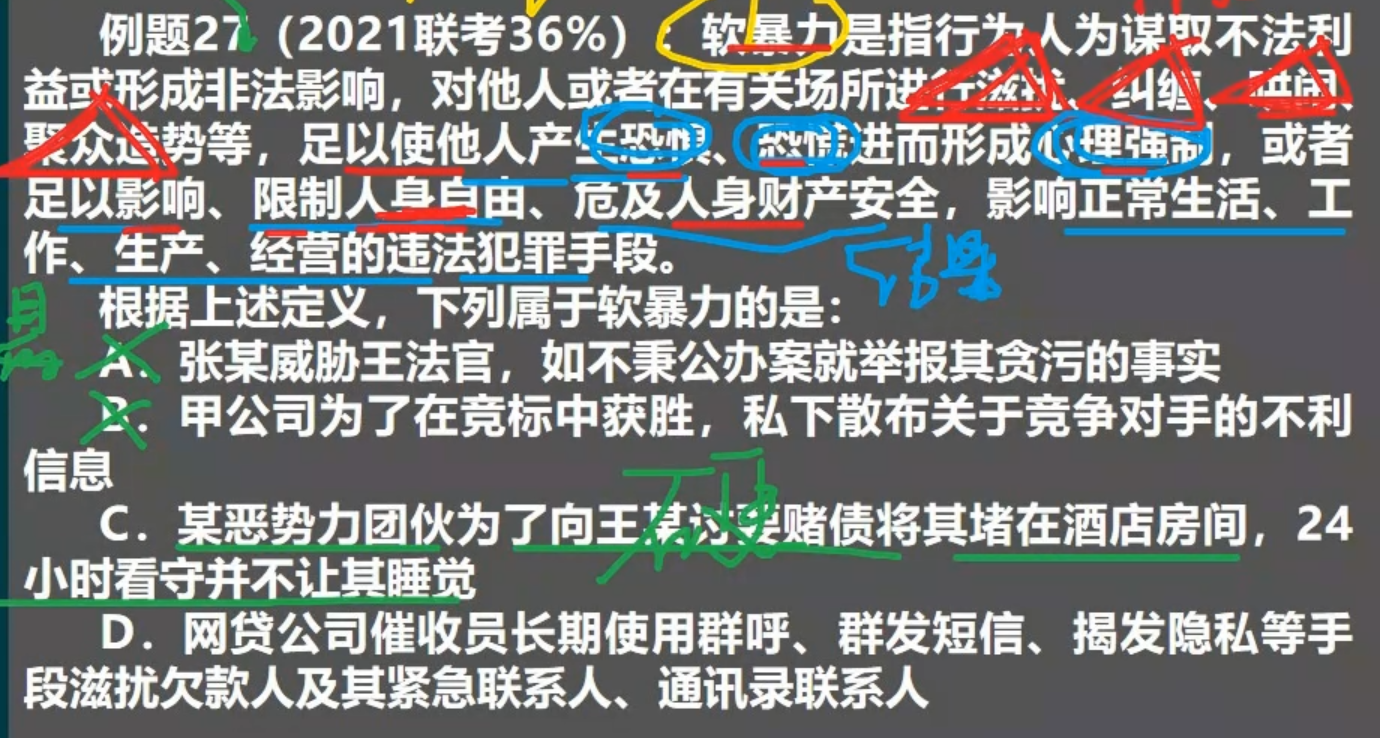 例题27（2021联考36%）：软暴力是指行为人为谋取不法利
益或形成非法影响，对他人或者在有关场所进行滋扰、纠缠、哄闹、
聚众造势等，足以使他人产生恐惧、恐慌进而形成心理强制，或者
足以影响、限制人身自由、危及人身财产安全，影响正常生活、工
作、生产、经营的违法犯罪手段。
根据上述定义，下列属于软暴力的是：
A．张某威胁王法官，如不秉公办案就举报其贪污的事实
B．甲公司为了在竞标中获胜，私下散布关于竞争对手的不利
信息
C．某恶势力团伙为了向王某讨要赌债将其堵在酒店房间，24
小时看守并不让其睡觉
D．网贷公司催收员长期使用群呼、群发短信、揭发隐私等手
段滋扰欠款人及其紧急联系人、通讯录联系人